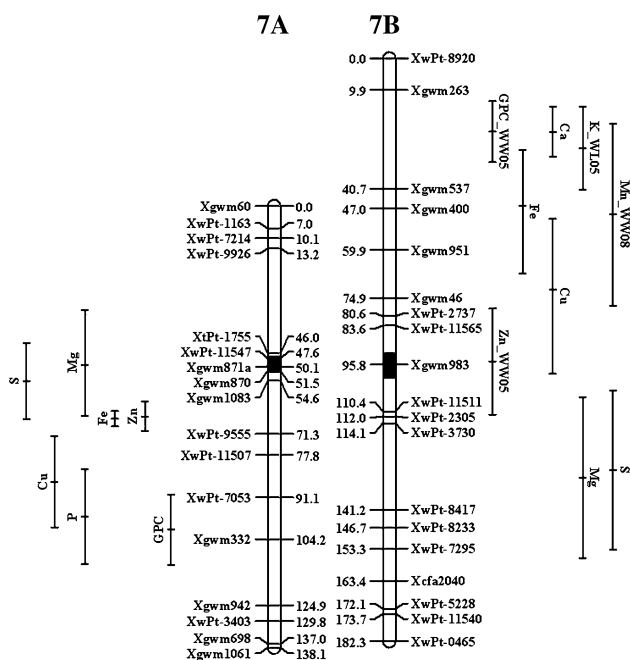 7A 7B
0.0 XwPt-8920
9.9 Xgwm263
40.7 Xgwm537
47.0 Xgwm400
59.9 Xgwm951
74.9 Xgwm46
80.6 XwPt-2737
83.6 XwPt-11565
95.8 Xgwm983
110.4 XwPt-11511
112.0 XwPt-2305
114.1 XwPt-3730
141.2 XwPt-8417
146.7 XwPt-8233
153.3 XwPt-7295
163.4 Xcfa2040
172.1 XwPt-5228
173.7 XwPt-11540
182.3 XwPt-0465
Xgwm60 0.0
XwPt-1163 7.0
XwPt-7214 10.1
XwPt-9926 13.2
XtPt-1755 46.0
XwPt-11547 47.6
Xgwm871a 50.1
Xgwm870 51.5
Xgwm1083 54.6
XwPt-9555 71.3
XwPt-11507 77.8
XwPt-7053 91.1
Xgwm332 104.2
Xgwm942 124.9
XwPt-3403 129.8
Xgwm698 137.0
Xgwm1061 138.1
S
Mg
Fe
Zn
Cu
P
GPC
GPC_WW05
Ca
K_WL05
Mn_WW08
Fe
Cu
Zn_WW05
Mg
S